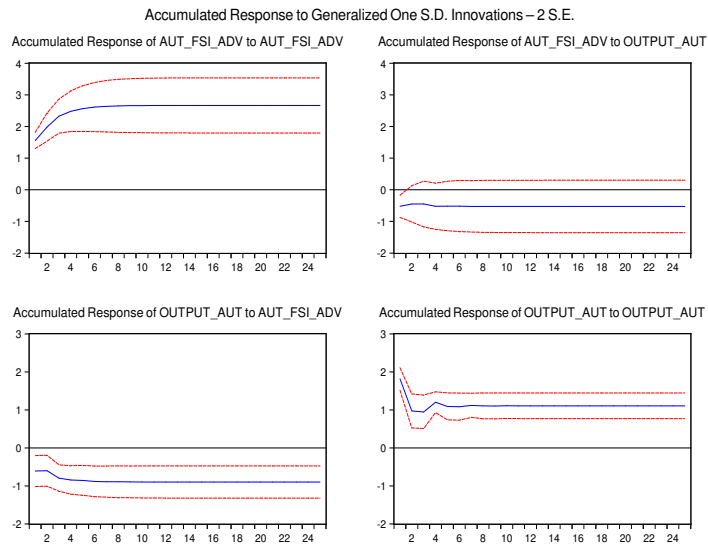 Accumulated Response to Generalized One S.D. Innovations – 2 S.E.
Accumulated Response of AUT_FSI_ADV to AUT_FSI_ADV
4
3
2
1
0
-1
-2
2 4 6 8 10 12 14 16 18 20 22 24
Accumulated Response of AUT_FSI_ADV to OUTPUT_AUT
4
3
2
1
0
-1
-2
2 4 6 8 10 12 14 16 18 20 22 24
Accumulated Response of OUTPUT_AUT to AUT_FSI_ADV
3
2
1
0
-1
-2
2 4 6 8 10 12 14 16 18 20 22 24
Accumulated Response of OUTPUT_AUT to OUTPUT_AUT
3
2
1
0
-1
-2
2 4 6 8 10 12 14 16 18 20 22 24